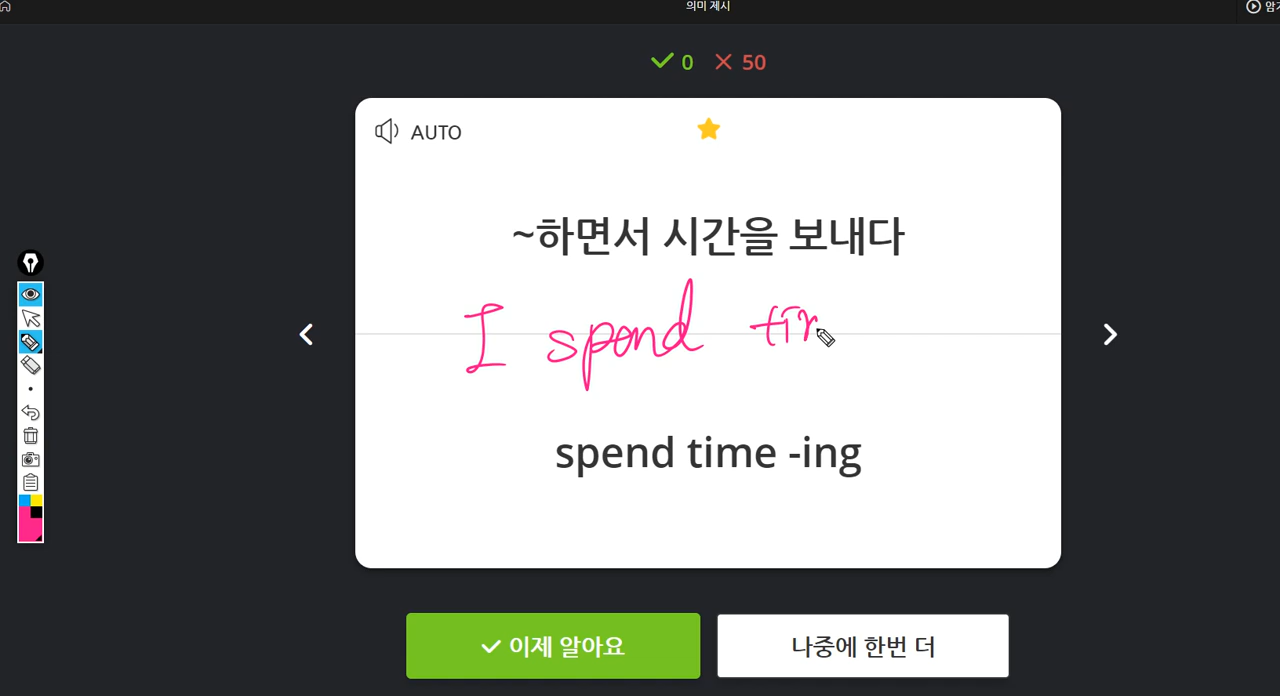 의미 제시
0 50
AUTO
~하면서 시간을 보내다
I spend
spend time -ing
이제 알아요
나중에 한번 더